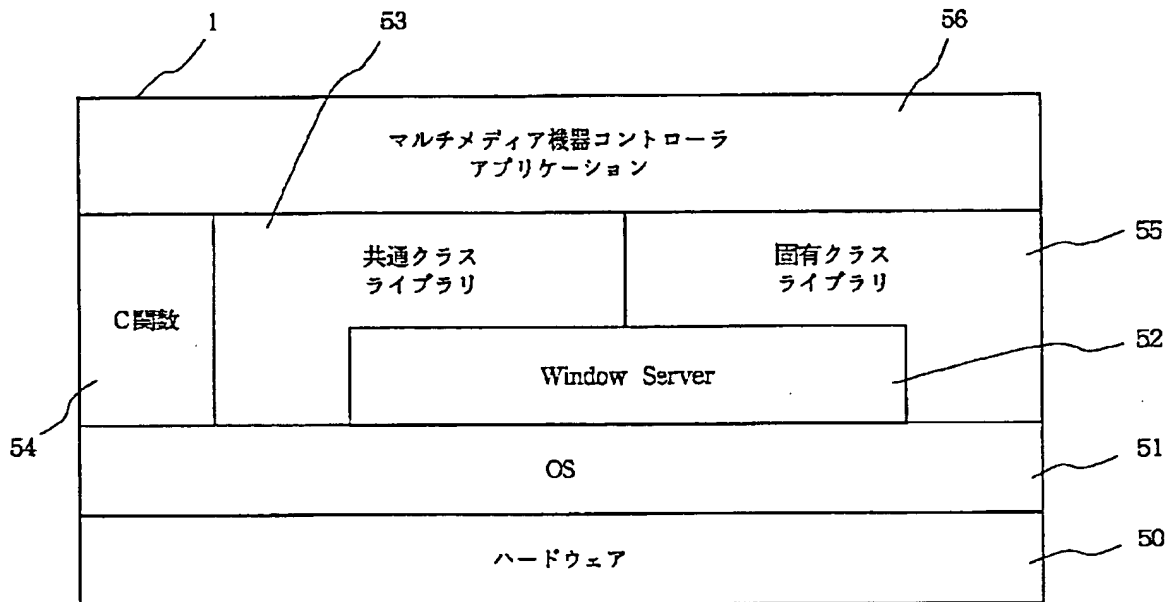 1
53
56
マルチメディア機器コントローラ
アプリケーション
共通クラス
ライブラリ
固有クラス
ライブラリ
55
C関数
Window Server
52
54
OS
51
ハードウェア
50